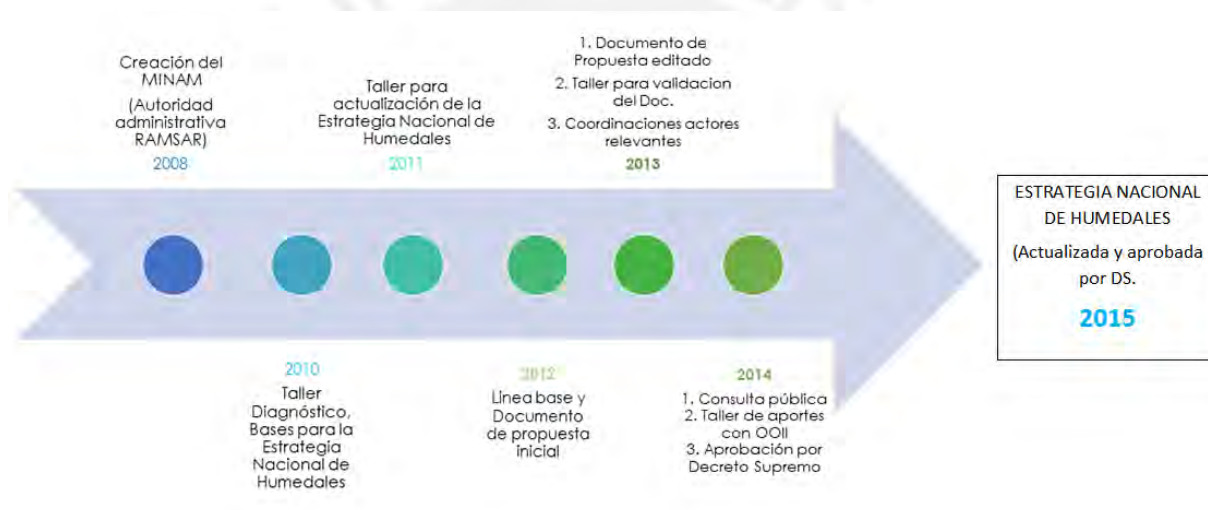 Creación del
MINAM
(Autoridad
administrativa
RAMSAR)
2008
2010
Taller
Diagnóstico,
Bases para la
Estrategia
Nacional de
Humedales
Taller para
actualización de la
Estrategia Nacional de
Humedales
2011
2012
Línea base y
Documento
de propuesta
inicial
1. Documento de
Propuesta editado
2. Taller para validacion
del Doc.
3. Coordinaciones actores
relevantes
2013
2014
1. Consulta pública
2. Taller de aportes
con OOII
3. Aprobación por
Decreto Supremo
ESTRATEGIA NACIONAL
DE HUMEDALES
(Actualizada y aprobada
por DS.
2015